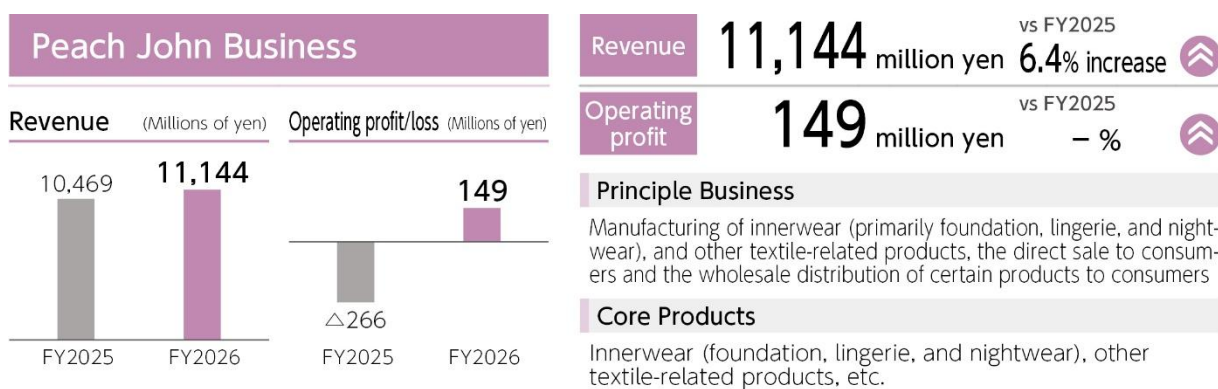 Peach John Business
Revenue (Millions of yen)
10,469
11,144
FY2025 FY2026
Operating profit/loss (Millions of yen)
149
△266
FY2025 FY2026
Revenue 11,144 million yen vs FY2025 6.4% increase
Operating profit 149 million yen vs FY2025 – %
Principle Business
Manufacturing of innerwear (primarily foundation, lingerie, and night-
wear), and other textile-related products, the direct sale to consum-
ers and the wholesale distribution of certain products to consumers
Core Products
Innerwear (foundation, lingerie, and nightwear), other
textile-related products, etc.